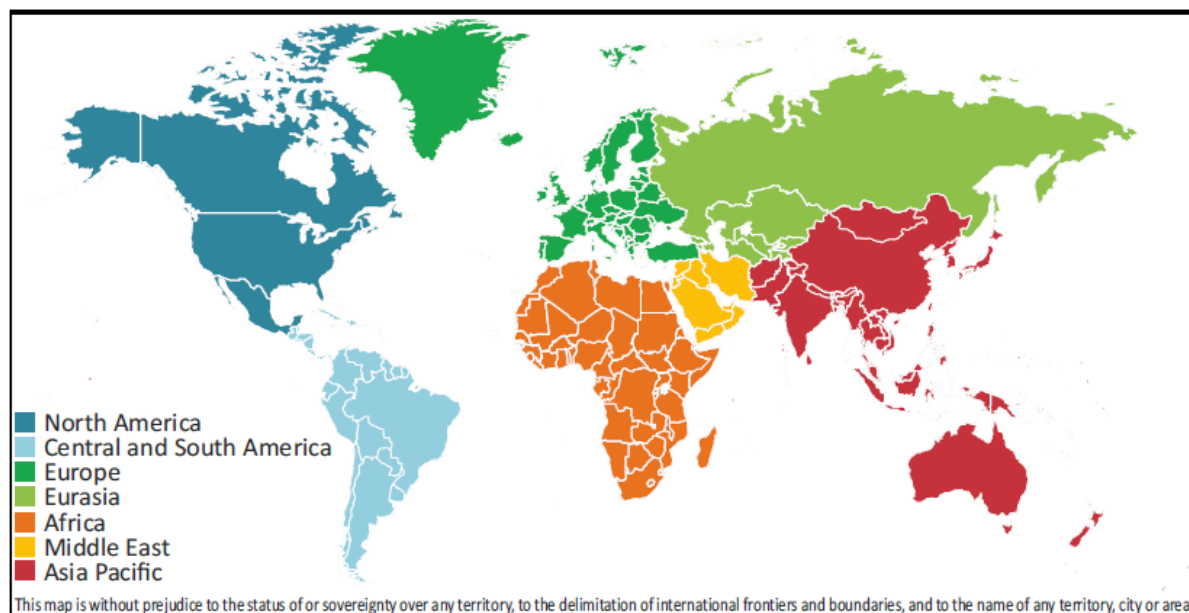 North America
Central and South America
Europe
Eurasia
Africa
Middle East
Asia Pacific
This map is without prejudice to the status of or sovereignty over any territory, to the delimitation of international frontiers and boundaries, and to the name of any territory, city or area